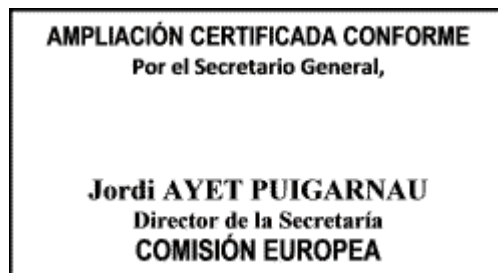 AMPLIACIÓN CERTIFICADA CONFORME
Por el Secretario General,
Jordi AYET PUIGARNAU
Director de la Secretaría
COMISIÓN EUROPEA